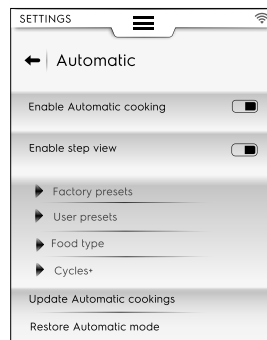 SETTINGS
Automatic
Enable Automatic cooking
Enable step view
Factory presets
User presets
Food type
Cycles+
Update Automatic cookings
Restore Automatic mode